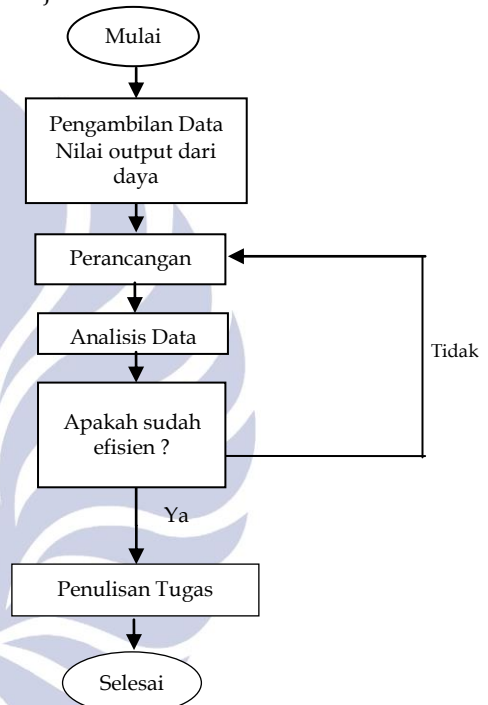 Mulai
Pengambilan Data
Nilai output dari
daya
Perancangan
Analisis Data
Tidak
Apakah sudah
efisien ?
Ya
Penulisan Tugas
Selesai